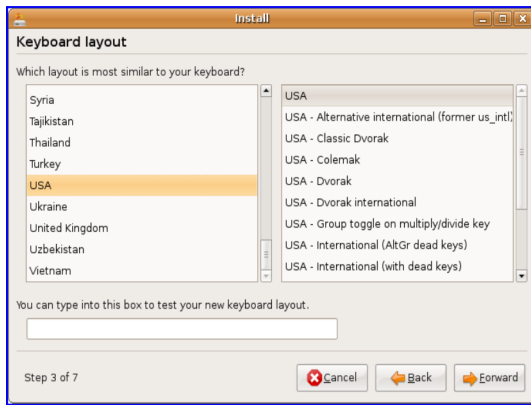 Install
Keyboard layout
Which layout is most similar to your keyboard?
Syria
Tajikistan
Thailand
Turkey
USA
Ukraine
United Kingdom
Uzbekistan
Vietnam
USA
USA - Alternative international (former us_intl)
USA - Classic Dvorak
USA - Colemak
USA - Dvorak
USA - Dvorak international
USA - Group toggle on multiply/divide key
USA - International (AltGr dead keys)
USA - International (with dead keys)
You can type into this box to test your new keyboard layout.
Step 3 of 7
Cancel
Back
Forward